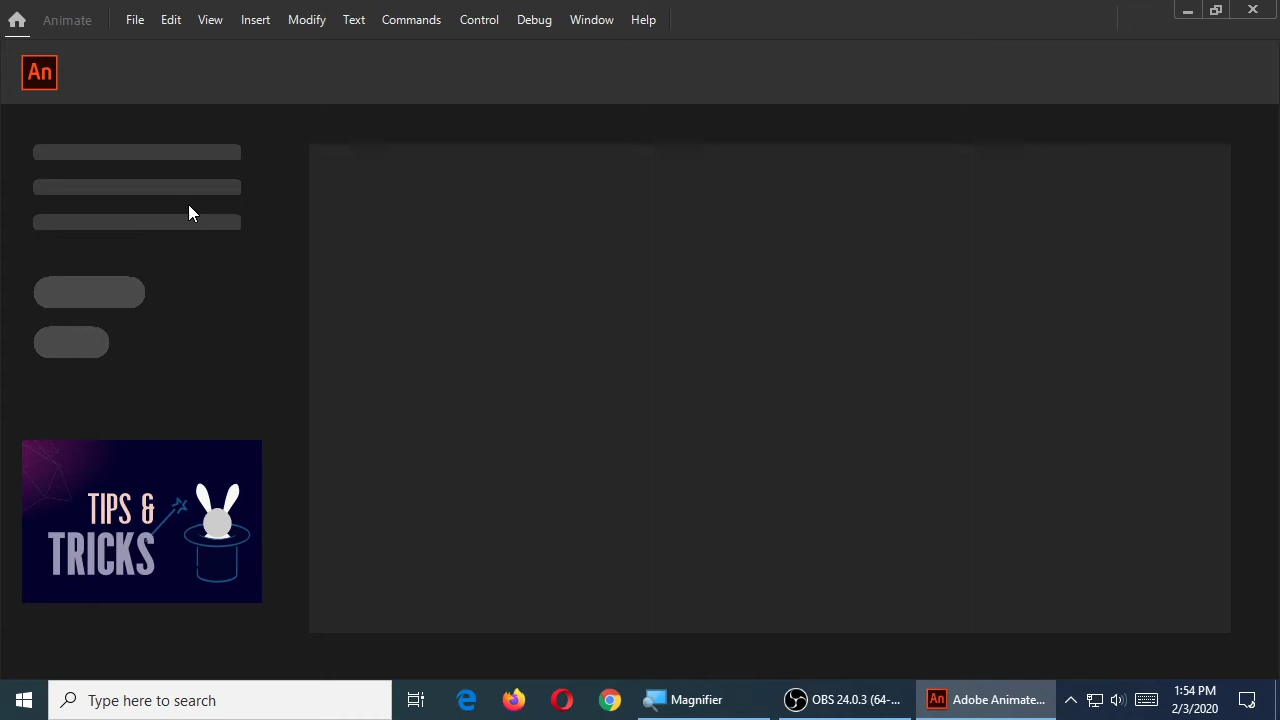 Animate File Edit View Insert Modify Text Commands Control Debug Window Help
An
TIPS &
TRICKS
Type here to search
Magnifier
OBS 24.0.3 (64-...
An Adobe Animate...
1:54 PM
2/3/2020